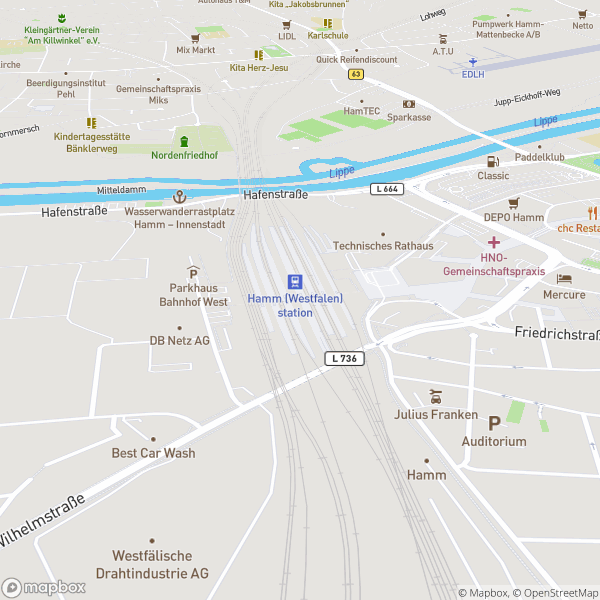 Kleingärtner-Verein
"Am Killwinkel" e.V.
LIDL
Kita „Jakobsbrunnen"
Karlschule
Lohweg
Pumpwerk Hamm-
Mattenbecke A/B
Netto
Mix Markt
A.T.U
irche
Kita Herz-Jesu
Quick Reifendiscount
63
EDLH
Beerdigungsinstitut
Pehl
Gemeinschaftspraxis
Miks
Jupp-Eickhoff-Weg
HamTEC
Sparkasse
ornmersch
Kindertagesstätte
Bänklerweg
Nordenfriedhof
Lippe
Paddelklub
Lippe
Classic
Mitteldamm
L 664
Hafenstraße
Hafenstraße
Wasserwanderrastplatz
Hamm – Innenstadt
DEPO Hamm
chc Resta
Technisches Rathaus
HNO-
Gemeinschaftspraxis
P
Parkhaus
Bahnhof West
Hamm (Westfalen)
station
Mercure
DB Netz AG
Friedrichstraß
L 736
Julius Franken
P
Auditorium
Best Car Wash
Hamm
Wilhelmstraße
Westfälische
Drahtindustrie AG
mapbox
© Mapbox, © OpenStreetMap